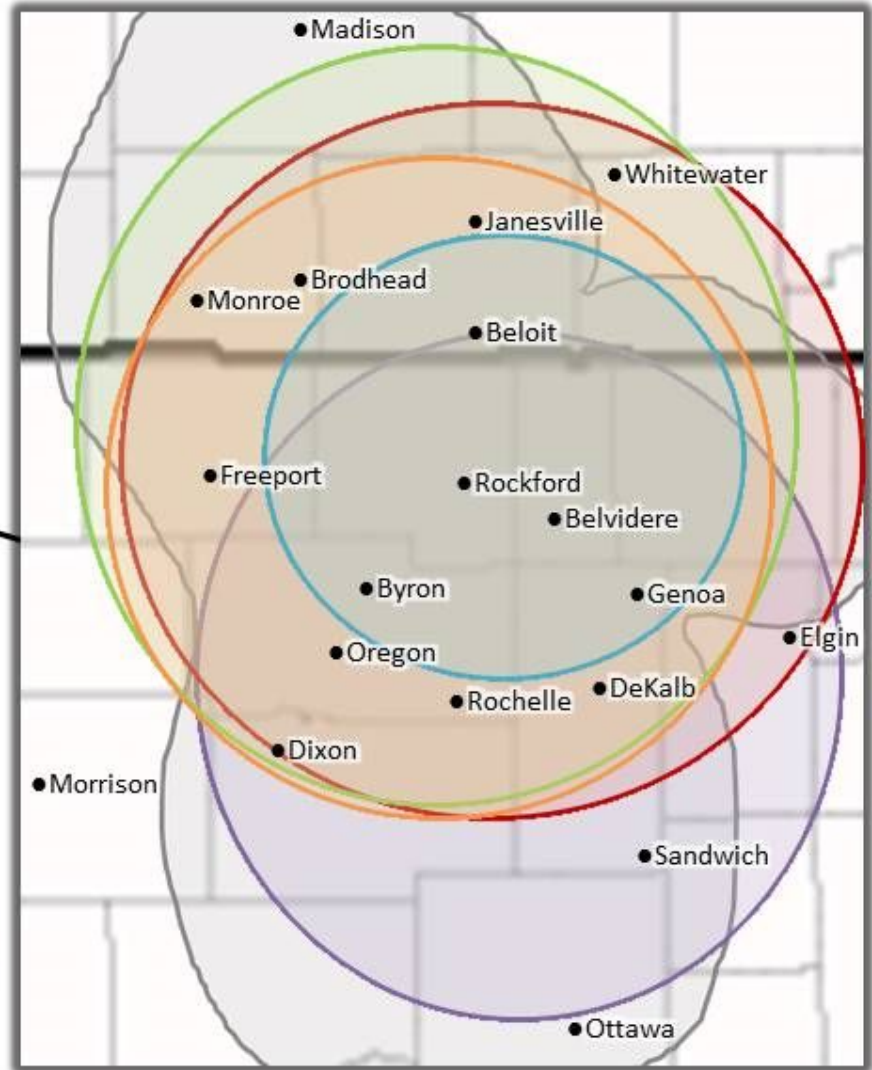 Madison
Whitewater
Janesville
Brodhead
Monroe
Beloit
Freeport
Rockford
Belvidere
Byron
Genoa
Elgin
Oregon
DeKalb
Rochelle
Dixon
Morrison
Sandwich
Ottawa